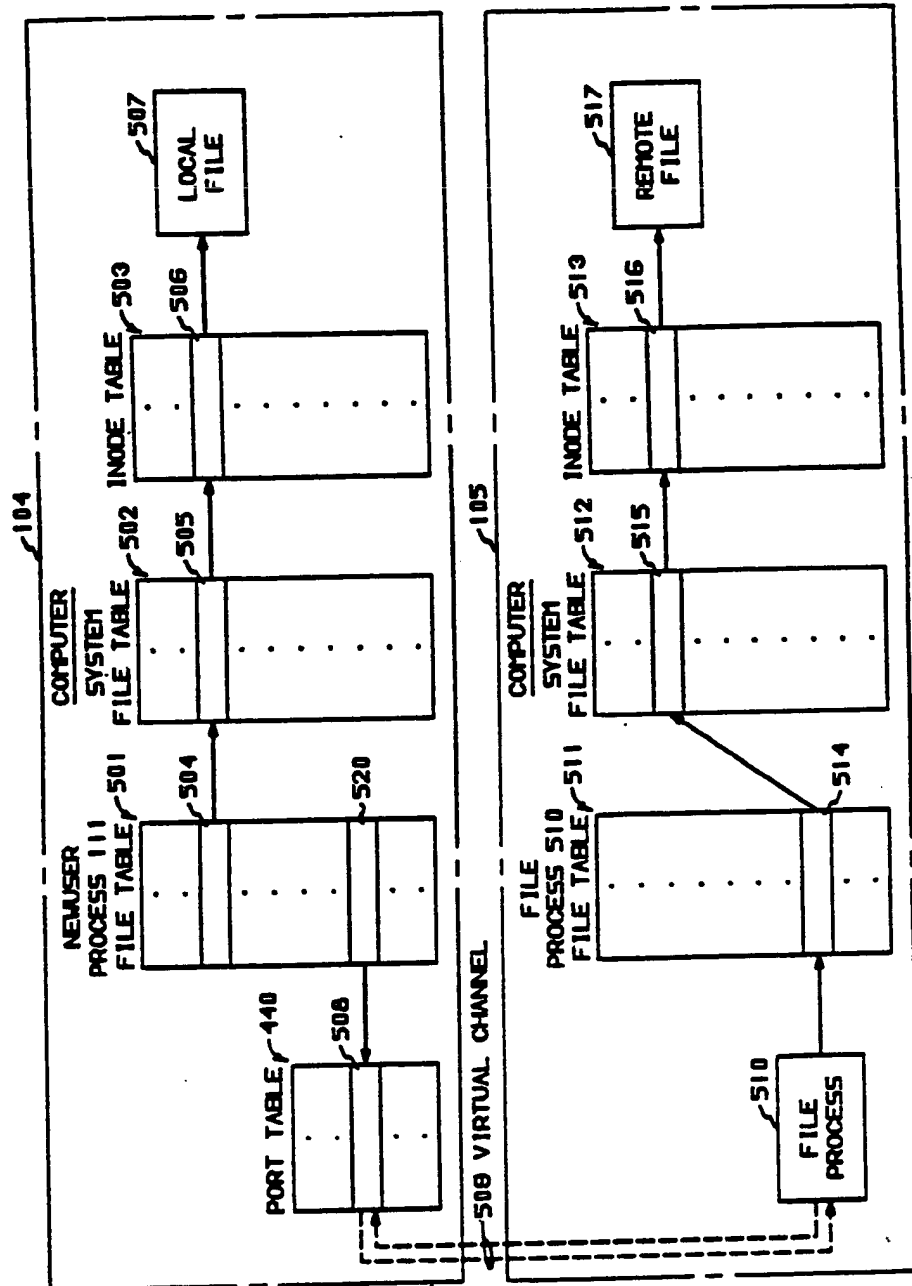 104
NEWUSER
PROCESS 111
FILE TABLE
501
504
520
COMPUTER
SYSTEM
FILE TABLE
502
505
INODE TABLE
503
506
507
LOCAL
FILE
PORT TABLE
440
508
509 VIRTUAL CHANNEL
105
510
FILE
PROCESS
FILE
PROCESS 510
FILE TABLE
511
514
COMPUTER
SYSTEM
FILE TABLE
512
515
INODE TABLE
513
516
517
REMOTE
FILE